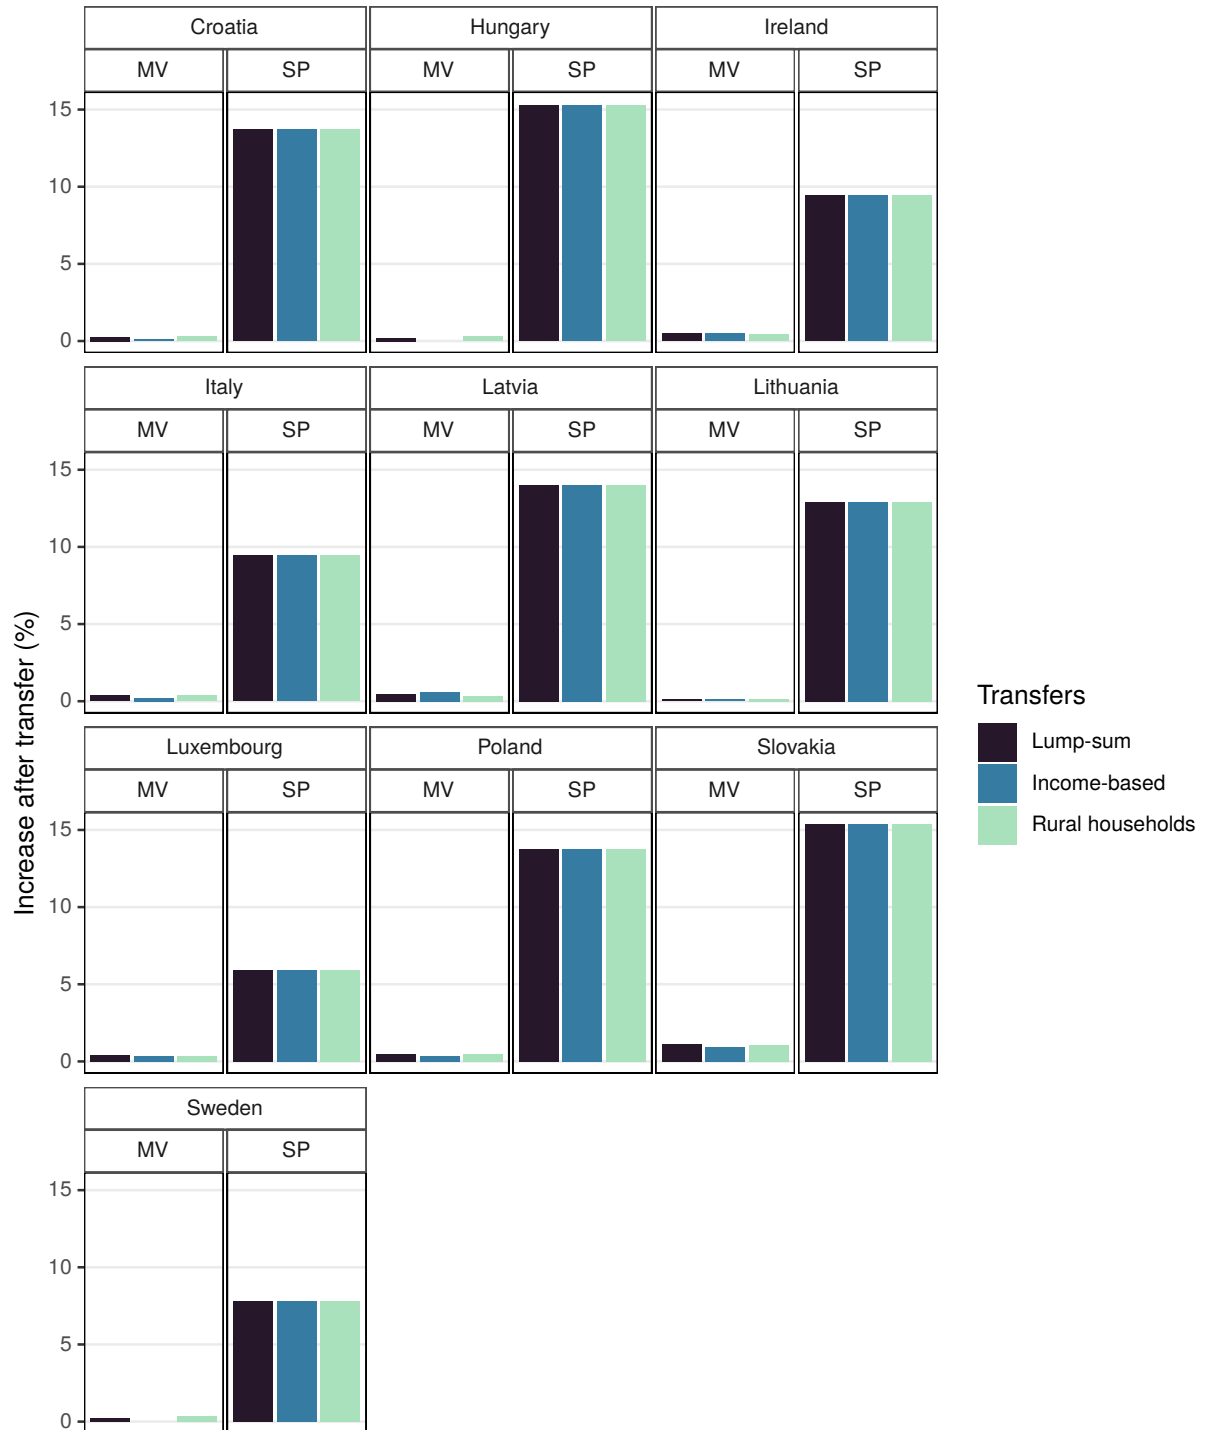 Croatia
Hungary
Ireland
MV
SP
MV
SP
MV
SP
15
10
5
0
Italy
Latvia
Lithuania
MV
SP
MV
SP
MV
SP
15
10
5
0
Luxembourg
Poland
Slovakia
MV
SP
MV
SP
MV
SP
15
10
5
0
Sweden
MV
SP
15
10
5
0
Increase after transfer (%)
Transfers
Lump-sum
Income-based
Rural households